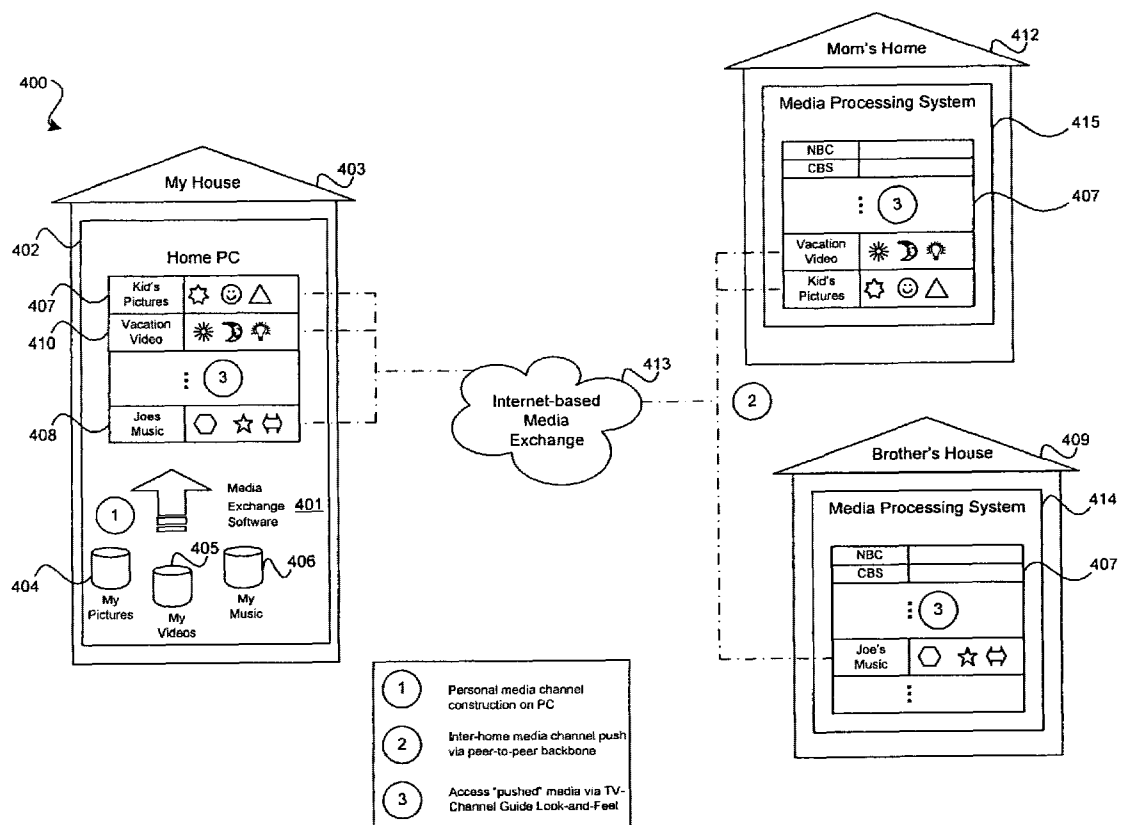 400
My House
403
402
Home PC
Kid's
Pictures
407
Vacation
Video
410
3
Joes
Music
408
1
Media
Exchange
Software
401
404
405
406
My
Pictures
My
Videos
My
Music
Internet-based
Media
Exchange
413
2
Mom's Home
412
Media Processing System
415
NBC
CBS
407
3
Vacation
Video
Kid's
Pictures
Brother's House
409
Media Processing System
414
NBC
CBS
407
3
Joe's
Music
1
Personal media channel
construction on PC
2
Inter-home media channel push
via peer-to-peer backbone
3
Access "pushed" media via TV-
Channel Guide Look-and-Feel